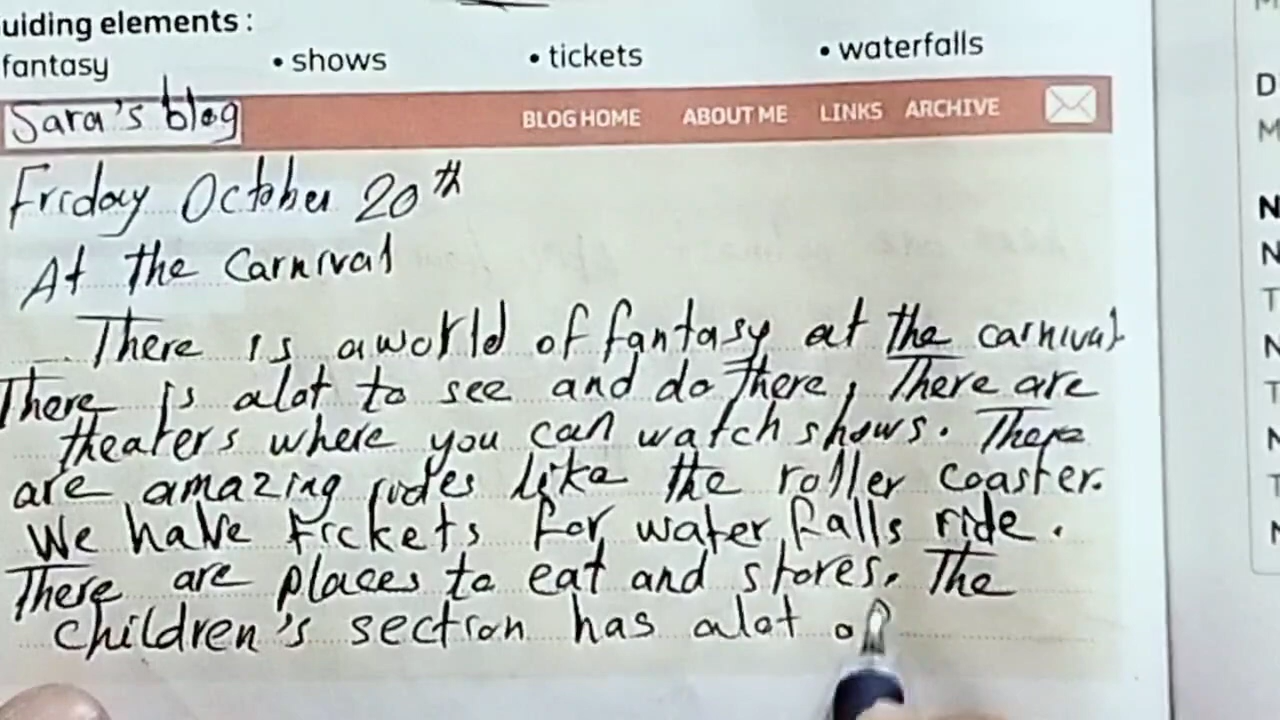 uiding elements :
fantasy • shows • tickets • waterfalls
Sara's blog BLOG HOME ABOUT ME LINKS ARCHIVE
Friday October 20th
At the Carnival
There is a world of fantasy at the carnival
There is alot to see and do There, There are
theaters where you can watch shows. There
are amazing rides like the roller coaster.
We have tickets for water falls ride.
There are places to eat and stores. The
children's section has alot of